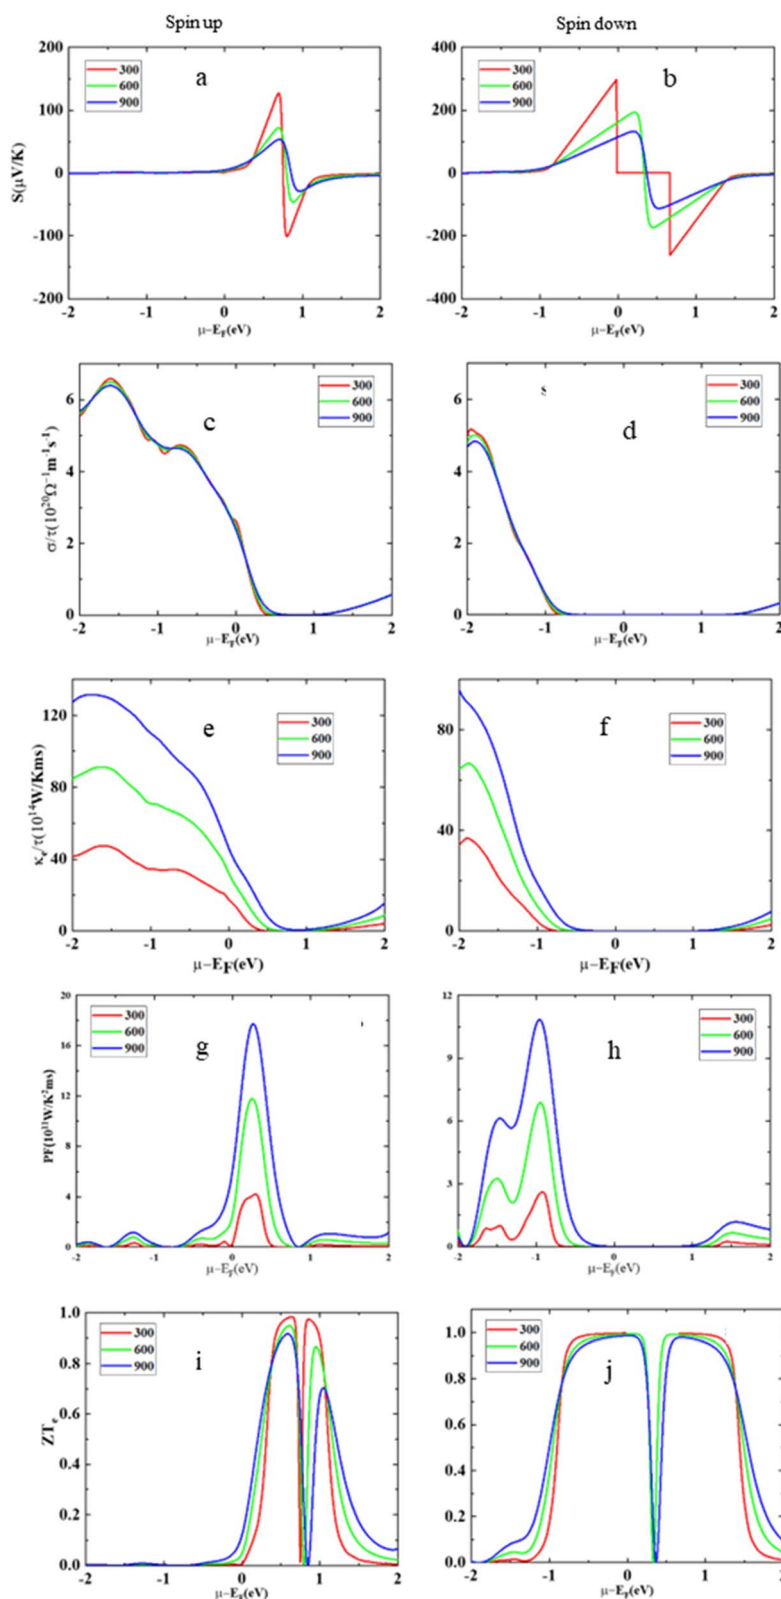 Spin up
Spin down
200
100
0
-100
-200
S(μV/K)
300
600
900
a
-2 -1 0 1 2
μ−E_F(eV)
400
200
0
-200
-400
300
600
900
b
-2 -1 0 1 2
μ−E_F(eV)
6
4
2
0
σ/τ(10²⁰Ω⁻¹m⁻¹s⁻¹)
c
300
600
900
-2 -1 0 1 2
μ−E_F(eV)
6
4
2
0
s
300
600
900
d
-2 -1 0 1 2
μ−E_F(eV)
120
80
40
0
κ_e/τ(10¹⁴W/Kms)
e
300
600
900
-2 -1 0 1 2
μ−E_F(eV)
80
40
0
f
300
600
900
-2 -1 0 1 2
μ−E_F(eV)
20
16
12
8
4
0
PF(10¹¹W/K²ms)
300
600
900
g
-2 -1 0 1 2
μ−E_F(eV)
12
9
6
3
0
300
600
900
h
-2 -1 0 1 2
μ−E_F(eV)
1.0
0.8
0.6
0.4
0.2
0.0
ZT_e
300
600
900
i
-2 -1 0 1 2
μ−E_F(eV)
1.0
0.8
0.6
0.4
0.2
0.0
300
600
900
j
-2 -1 0 1 2
μ−E_F(eV)